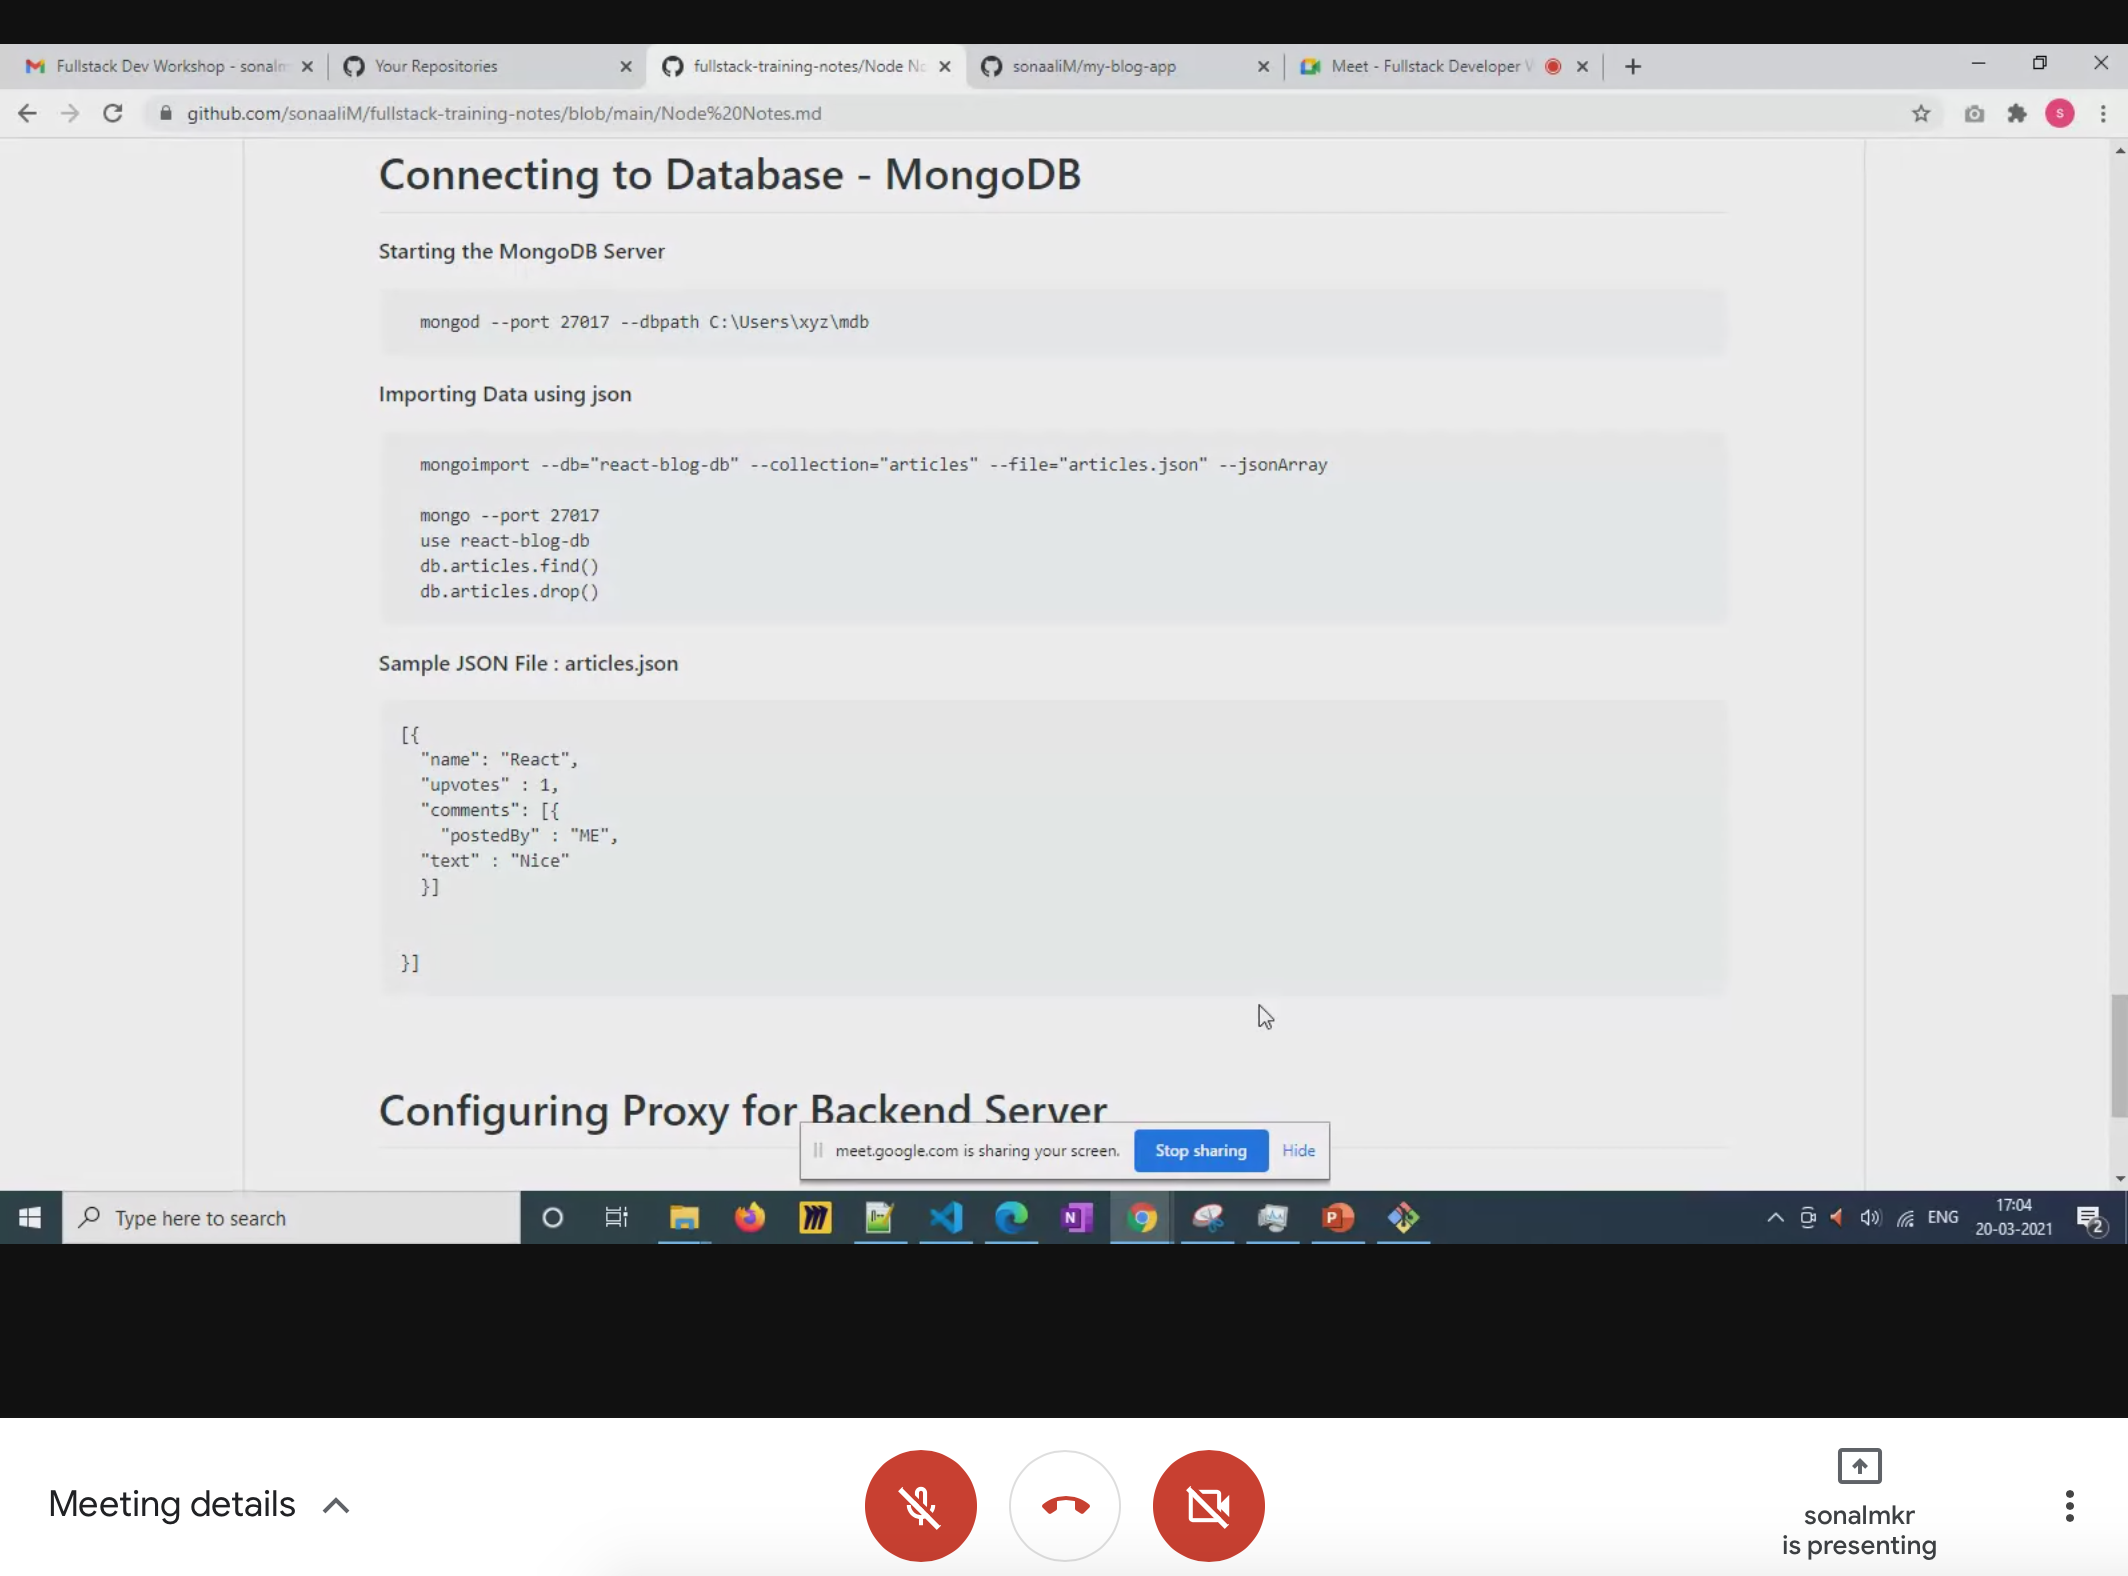 Fullstack Dev Workshop - sonalm
Your Repositories
fullstack-training-notes/Node No
sonaaliM/my-blog-app
Meet - Fullstack Developer
github.com/sonaaliM/fullstack-training-notes/blob/main/Node%20Notes.md
s
Connecting to Database - MongoDB
Starting the MongoDB Server
mongod --port 27017 --dbpath C:\Users\xyz\mdb
Importing Data using json
mongoimport --db="react-blog-db" --collection="articles" --file="articles.json" --jsonArray
mongo --port 27017
use react-blog-db
db.articles.find()
db.articles.drop()
Sample JSON File : articles.json
[{
"name": "React",
"upvotes" : 1,
"comments": [{
"postedBy" : "ME",
"text" : "Nice"
}]
}]
Configuring Proxy for Backend Server
meet.google.com is sharing your screen.
Stop sharing
Hide
Type here to search
ENG
17:04
20-03-2021
2
Meeting details
sonalmkr
is presenting